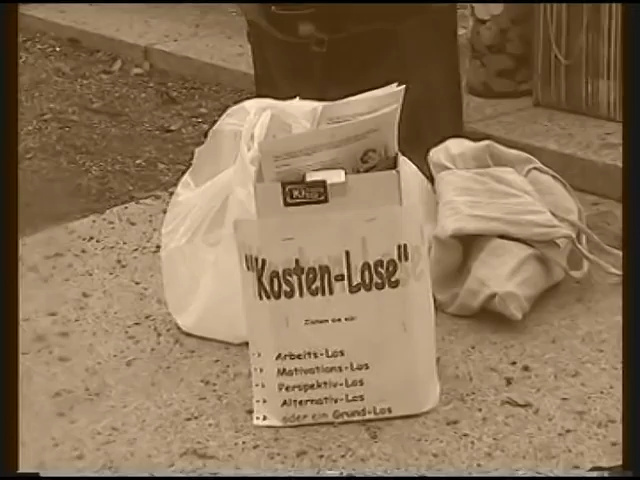 "Kosten-Lose"
Ziehen sie ein:
Arbeits-Los
Motivations-Los
Perspektiv-Los
Alternativ-Los
oder ein Grund-Los